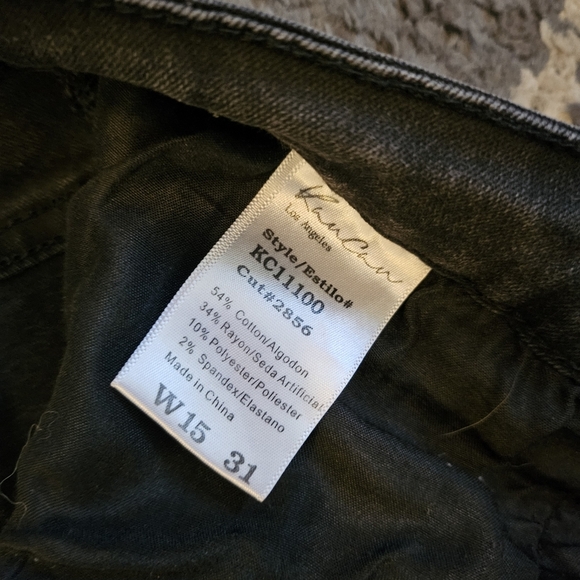 KanCan
Los Angeles
Style/Estilo#
KC11100
Cut#2856
54% Cotton/Algodon
34% Rayon/Seda Artificial
10% Polyester/Poliester
2% Spandex/Elastano
Made in China
W15 31